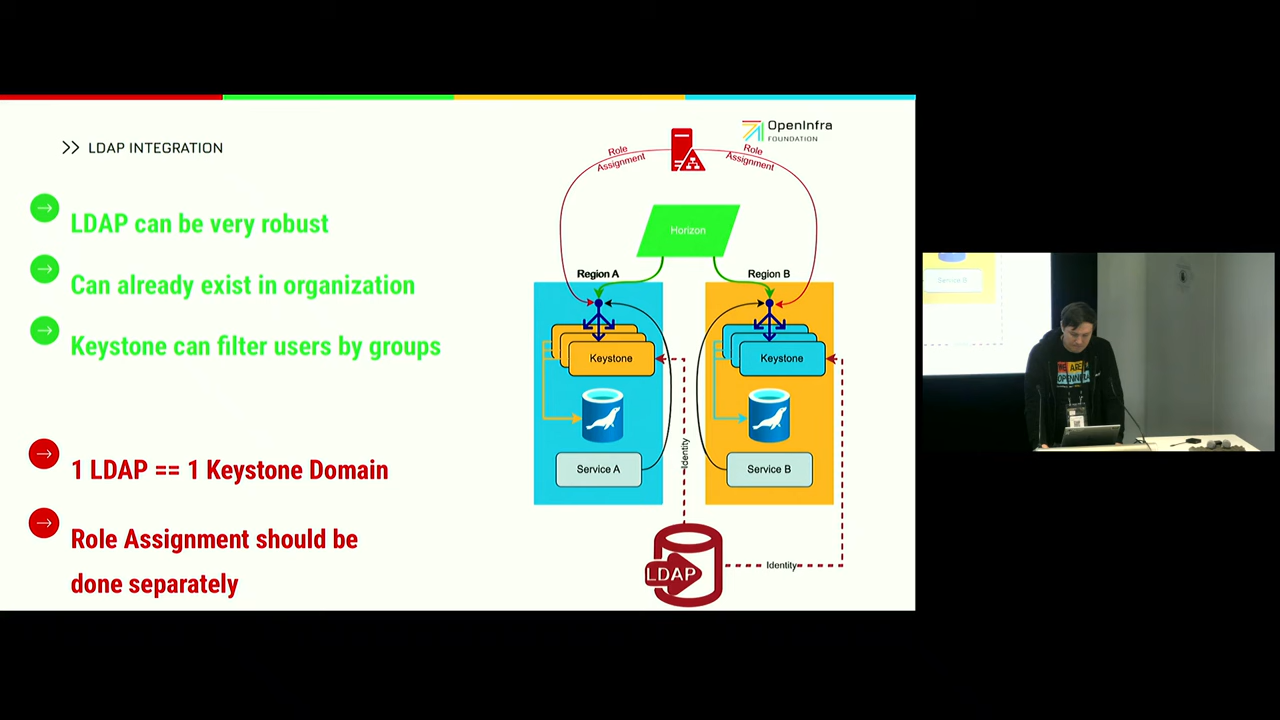 LDAP INTEGRATION
OpenInfra
FOUNDATION
LDAP can be very robust
Can already exist in organization
Keystone can filter users by groups
1 LDAP == 1 Keystone Domain
Role Assignment should be
done separately
Role
Assignment
Role
Assignment
Horizon
Region A
Region B
Keystone
Keystone
Service A
Service B
Identity
LDAP
Identity
Service B